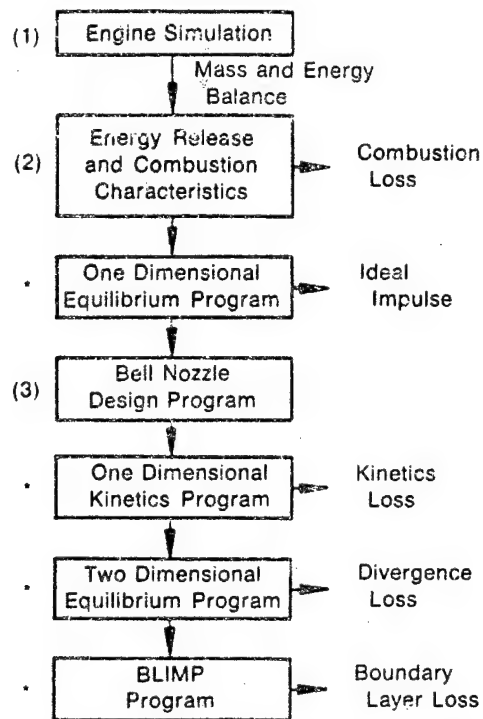 (1) Engine Simulation
Mass and Energy
Balance
Energy Release
(2) and Combustion
Characteristics
Combustion
Loss
* One Dimensional
Equilibrium Program
Ideal
Impulse
(3) Bell Nozzle
Design Program
* One Dimensional
Kinetics Program
Kinetics
Loss
* Two Dimensional
Equilibrium Program
Divergence
Loss
* BLIMP
Program
Boundary
Layer Loss